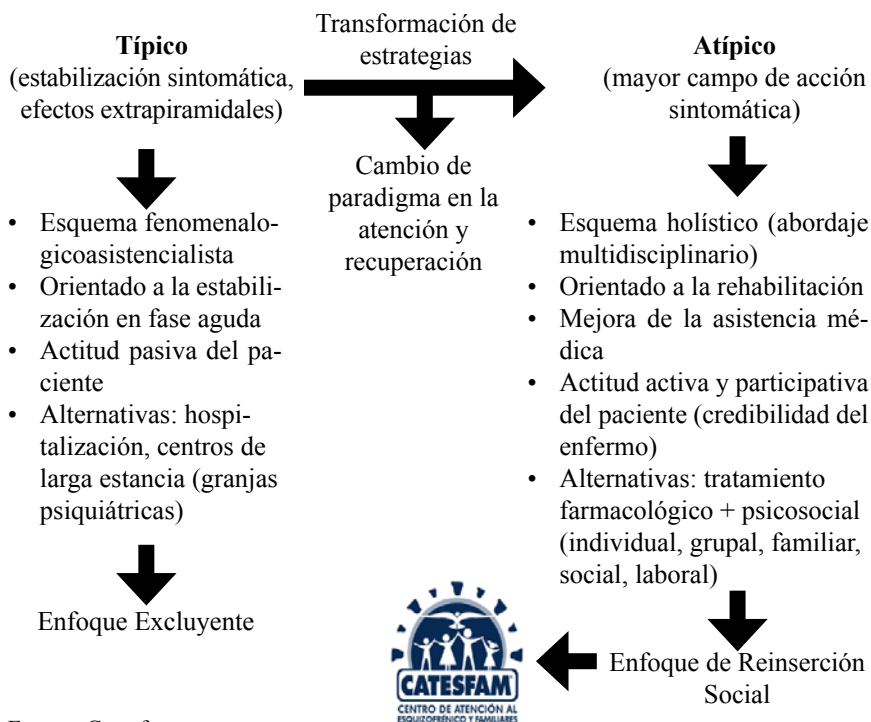 Típico
(estabilización sintomática,
efectos extrapiramidales)
• Esquema fenomenalo-
gicoasistencialista
• Orientado a la estabili-
zación en fase aguda
• Actitud pasiva del pa-
ciente
• Alternativas: hospi-
talización, centros de
larga estancia (granjas
psiquiátricas)
Enfoque Excluyente
Transformación de
estrategias
Cambio de
paradigma en la
atención y
recuperación
Atípico
(mayor campo de acción
sintomática)
• Esquema holístico (abordaje
multidisciplinario)
• Orientado a la rehabilitación
• Mejora de la asistencia mé-
dica
• Actitud activa y participativa
del paciente (credibilidad del
enfermo)
• Alternativas: tratamiento
farmacológico + psicosocial
(individual, grupal, familiar,
social, laboral)
Enfoque de Reinserción
Social
CATESFAM
CENTRO DE ATENCIÓN AL
ESQUIZOFRÉNICO Y FAMILIARES